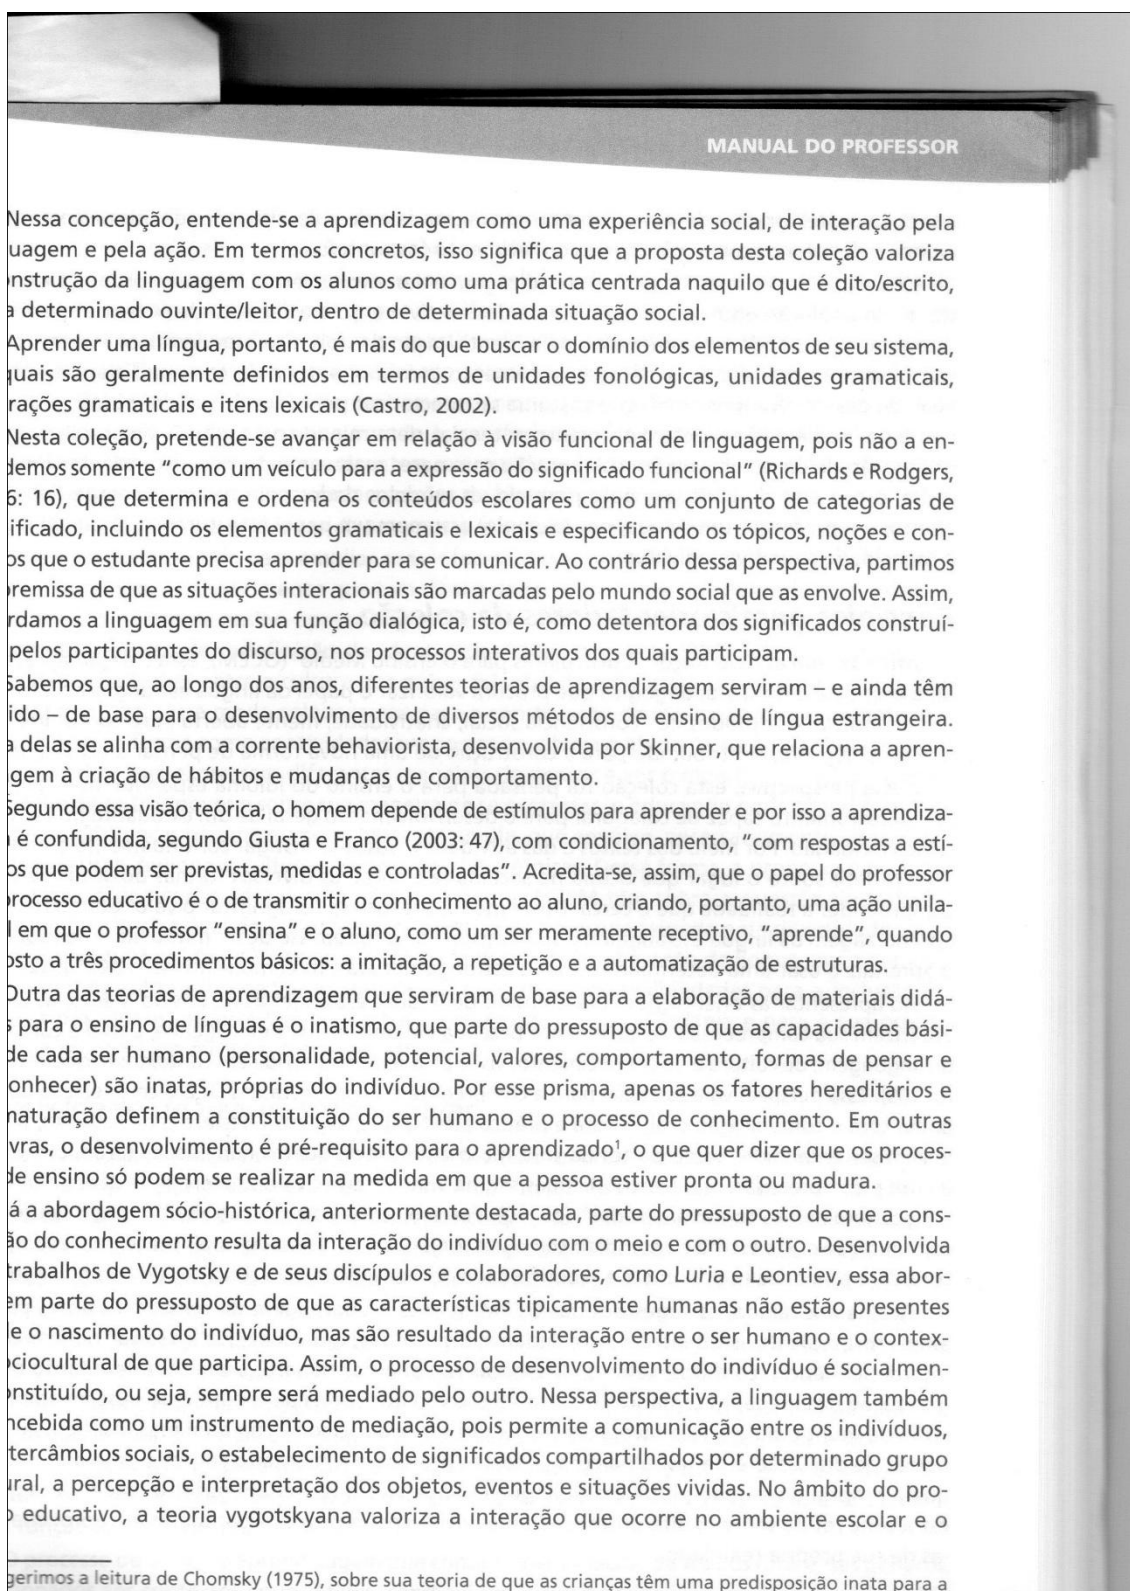 MANUAL DO PROFESSOR
Nessa concepção, entende-se a aprendizagem como uma experiência social, de interação pela
uagem e pela ação. Em termos concretos, isso significa que a proposta desta coleção valoriza
nstrução da linguagem com os alunos como uma prática centrada naquilo que é dito/escrito,
a determinado ouvinte/leitor, dentro de determinada situação social.
Aprender uma língua, portanto, é mais do que buscar o domínio dos elementos de seu sistema,
quais são geralmente definidos em termos de unidades fonológicas, unidades gramaticais,
rações gramaticais e itens lexicais (Castro, 2002).
Nesta coleção, pretende-se avançar em relação à visão funcional de linguagem, pois não a en-
demos somente “como um veículo para a expressão do significado funcional” (Richards e Rodgers,
6: 16), que determina e ordena os conteúdos escolares como um conjunto de categorias de
ificado, incluindo os elementos gramaticais e lexicais e especificando os tópicos, noções e con-
os que o estudante precisa aprender para se comunicar. Ao contrário dessa perspectiva, partimos
remissa de que as situações interacionais são marcadas pelo mundo social que as envolve. Assim,
rdamos a linguagem em sua função dialógica, isto é, como detentora dos significados construí-
pelos participantes do discurso, nos processos interativos dos quais participam.
Sabemos que, ao longo dos anos, diferentes teorias de aprendizagem serviram – e ainda têm
ido – de base para o desenvolvimento de diversos métodos de ensino de língua estrangeira.
a delas se alinha com a corrente behaviorista, desenvolvida por Skinner, que relaciona a apren-
gem à criação de hábitos e mudanças de comportamento.
Segundo essa visão teórica, o homem depende de estímulos para aprender e por isso a aprendiza-
é confundida, segundo Giusta e Franco (2003: 47), com condicionamento, “com respostas a estí-
os que podem ser previstas, medidas e controladas”. Acredita-se, assim, que o papel do professor
rocesso educativo é o de transmitir o conhecimento ao aluno, criando, portanto, uma ação unila-
l em que o professor “ensina” e o aluno, como um ser meramente receptivo, “aprende”, quando
osto a três procedimentos básicos: a imitação, a repetição e a automatização de estruturas.
Outra das teorias de aprendizagem que serviram de base para a elaboração de materiais didá-
s para o ensino de línguas é o inatismo, que parte do pressuposto de que as capacidades bási-
de cada ser humano (personalidade, potencial, valores, comportamento, formas de pensar e
onhecer) são inatas, próprias do indivíduo. Por esse prisma, apenas os fatores hereditários e
maturação definem a constituição do ser humano e o processo de conhecimento. Em outras
vras, o desenvolvimento é pré-requisito para o aprendizado¹, o que quer dizer que os proces-
de ensino só podem se realizar na medida em que a pessoa estiver pronta ou madura.
á a abordagem sócio-histórica, anteriormente destacada, parte do pressuposto de que a cons-
ão do conhecimento resulta da interação do indivíduo com o meio e com o outro. Desenvolvida
trabalhos de Vygotsky e de seus discípulos e colaboradores, como Luria e Leontiev, essa abor-
em parte do pressuposto de que as características tipicamente humanas não estão presentes
e o nascimento do indivíduo, mas são resultado da interação entre o ser humano e o contex-
ociocultural de que participa. Assim, o processo de desenvolvimento do indivíduo é socialmen-
onstituído, ou seja, sempre será mediado pelo outro. Nessa perspectiva, a linguagem também
ncebida como um instrumento de mediação, pois permite a comunicação entre os indivíduos,
tercâmbios sociais, o estabelecimento de significados compartilhados por determinado grupo
ural, a percepção e interpretação dos objetos, eventos e situações vividas. No âmbito do pro-
o educativo, a teoria vygotskyana valoriza a interação que ocorre no ambiente escolar e o
gerimos a leitura de Chomsky (1975), sobre sua teoria de que as crianças têm uma predisposição inata para a